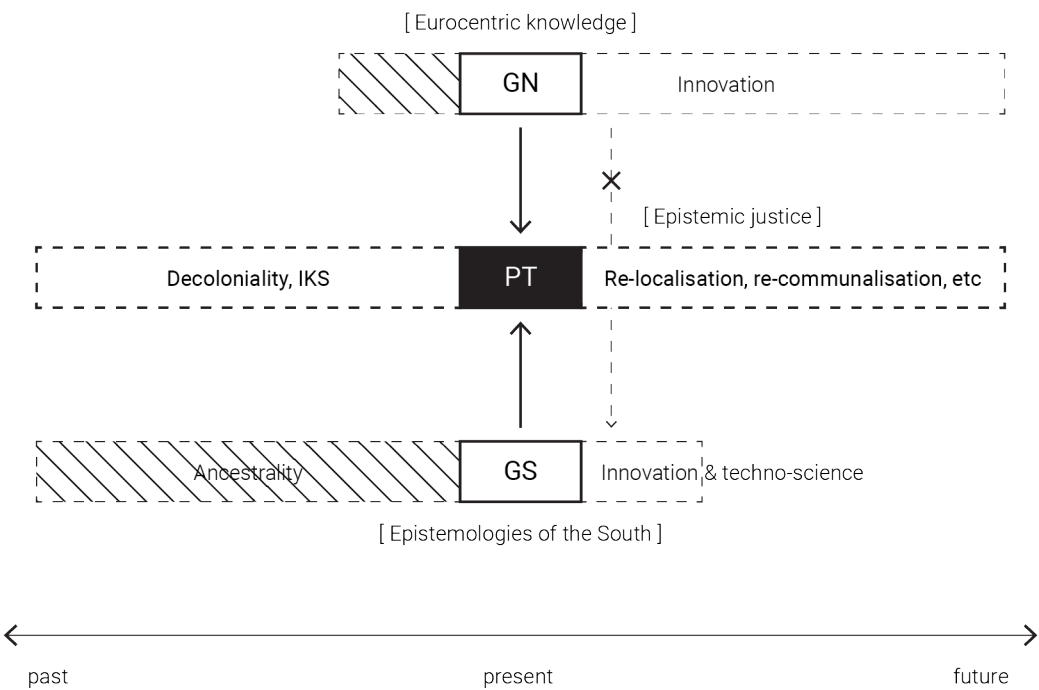 [ Eurocentric knowledge ]
GN
Innovation
[ Epistemic justice ]
Decoloniality, IKS
PT
Re-localisation, re-communalisation, etc
Ancestrality
GS
Innovation & techno-science
[ Epistemologies of the South ]
past
present
future